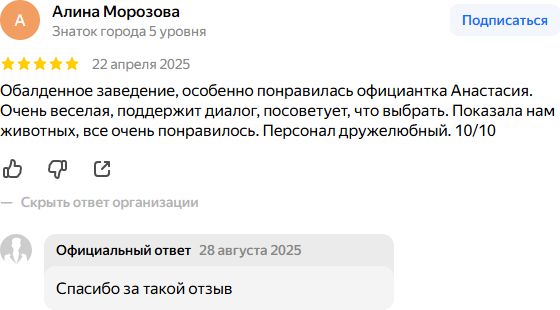 А
Алина Морозова
Знаток города 5 уровня
Подписаться
22 апреля 2025
Обалденное заведение, особенно понравилась официантка Анастасия.
Очень веселая, поддержит диалог, посоветует, что выбрать. Показала нам
животных, все очень понравилось. Персонал дружелюбный. 10/10
— Скрыть ответ организации
Официальный ответ 28 августа 2025
Спасибо за такой отзыв